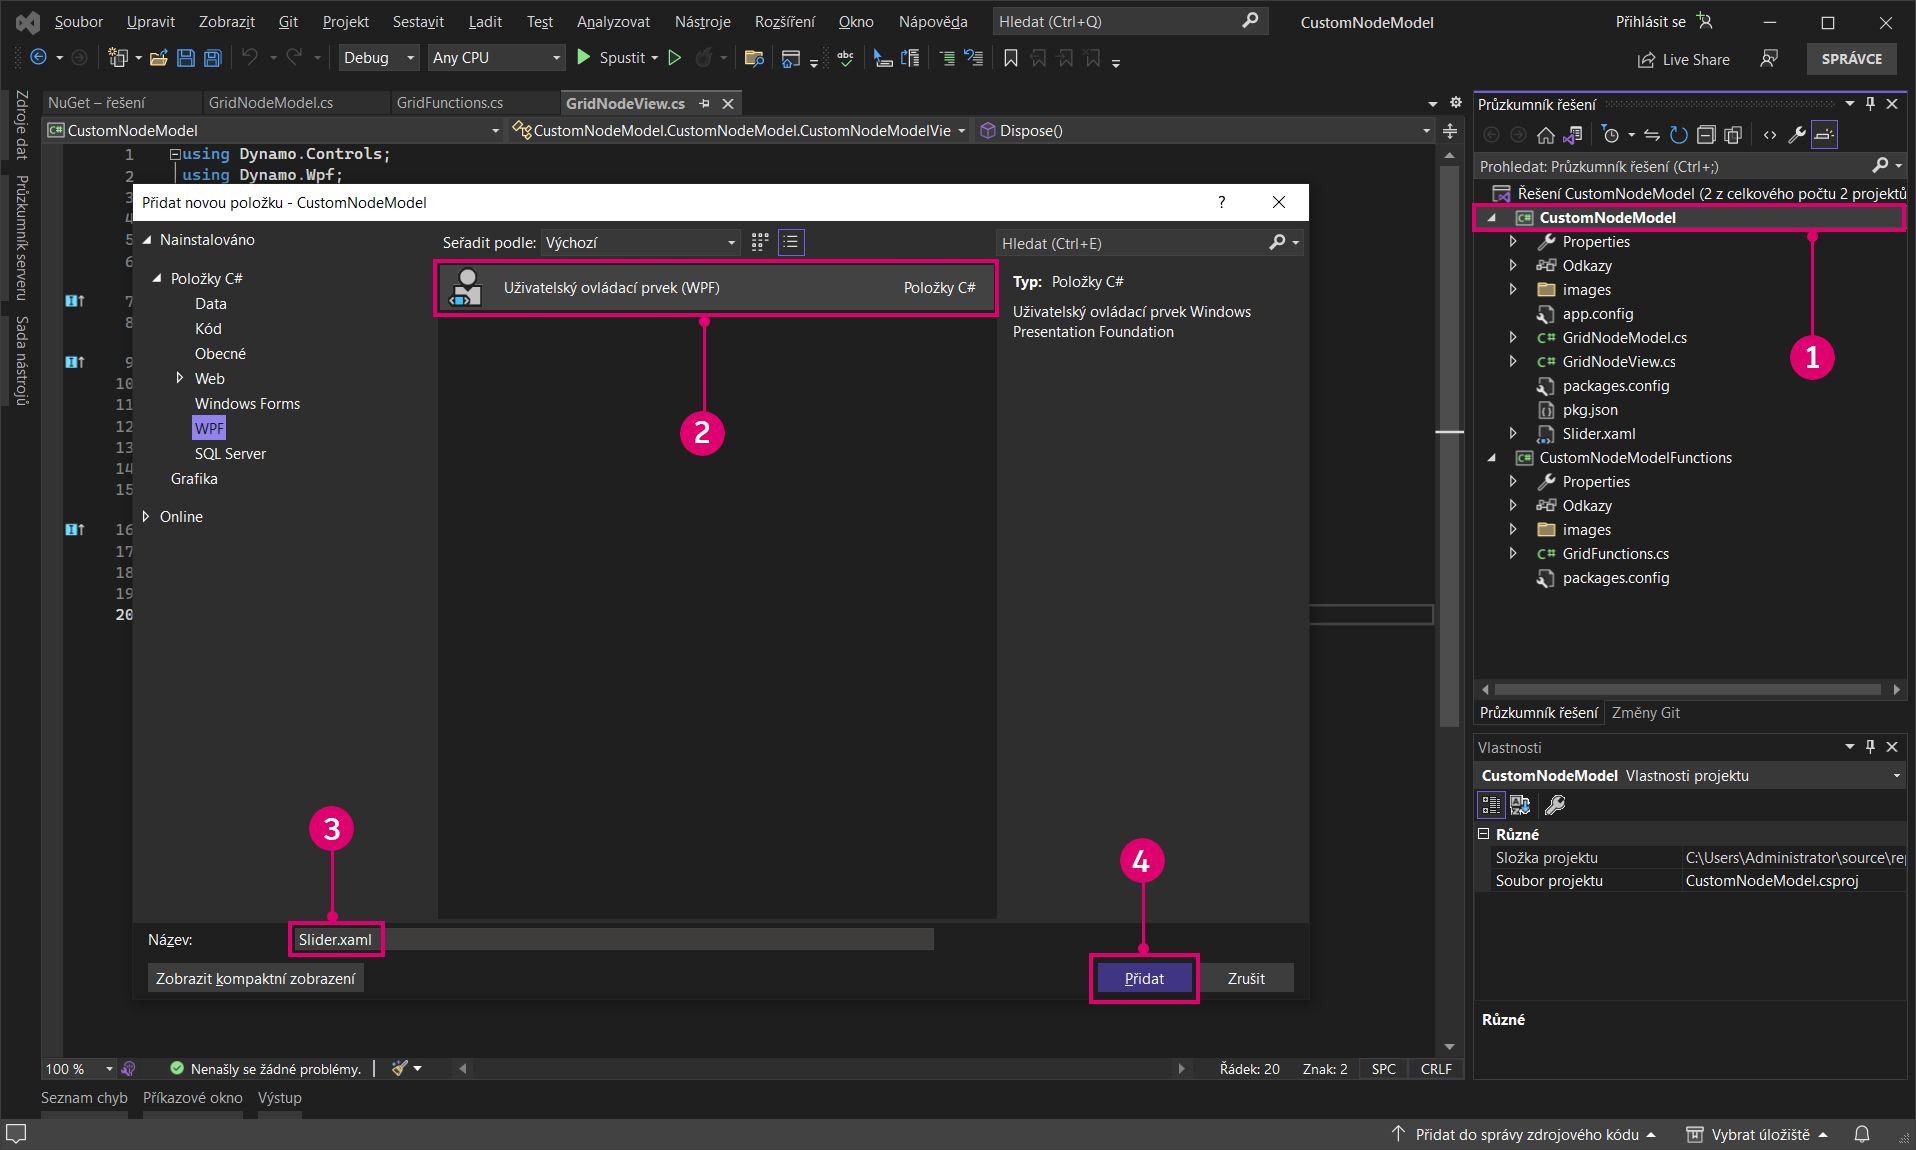 Soubor Upravit Zobrazit Git Projekt Sestavit Ladit Test Analyzovat Nástroje Rozšíření Okno Nápověda Hledat (Ctrl+Q) CustomNodeModel Přihlásit se
Debug Any CPU Spustit Live Share SPRÁVCE
Zdroje dat
Průzkumník serveru
Sada nástrojů
NuGet – řešení GridNodeModel.cs GridFunctions.cs GridNodeView.cs
CustomNodeModel CustomNodeModel.CustomNodeModel.CustomNodeModelVie Dispose()
1 using Dynamo.Controls;
2 using Dynamo.Wpf;
3
4
5
6
7
8
9
10
11
12
13
14
15
16
17
18
19
20
Přidat novou položku - CustomNodeModel ?
Nainstalováno
Položky C#
Data
Kód
Obecné
Web
Windows Forms
WPF
SQL Server
Grafika
Online
Seřadit podle: Výchozí
Hledat (Ctrl+E)
Uživatelský ovládací prvek (WPF) Položky C#
Typ: Položky C#
Uživatelský ovládací prvek Windows
Presentation Foundation
2
3
4
Název: Slider.xaml
Zobrazit kompaktní zobrazení
Přidat Zrušit
Průzkumník řešení
Prohledat: Průzkumník řešení (Ctrl+;)
Řešení CustomNodeModel (2 z celkového počtu 2 projektů
C# CustomNodeModel
Properties
Odkazy
images
app.config
C# GridNodeModel.cs
C# GridNodeView.cs
packages.config
pkg.json
Slider.xaml
C# CustomNodeModelFunctions
Properties
Odkazy
images
C# GridFunctions.cs
packages.config
1
Průzkumník řešení Změny Git
Vlastnosti
CustomNodeModel Vlastnosti projektu
Různé
Složka projektu C:\Users\Administrator\source\rep
Soubor projektu CustomNodeModel.csproj
Různé
100 % Nenašly se žádné problémy. Řádek: 20 Znak: 2 SPC CRLF
Seznam chyb Příkazové okno Výstup
Přidat do správy zdrojového kódu Vybrat úložiště